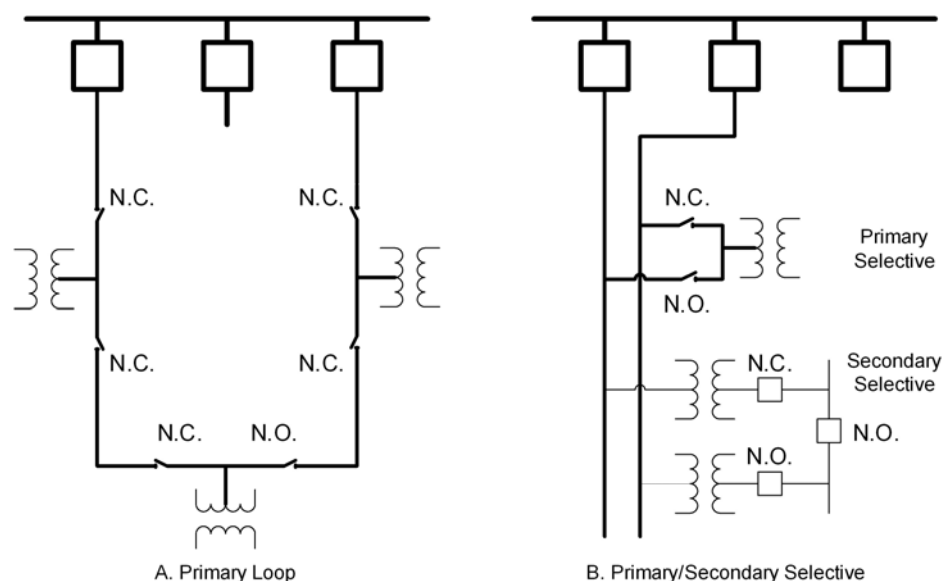 N.C.
N.C.
N.C.
N.C.
N.C.
N.O.
A. Primary Loop
N.C.
N.O.
Primary
Selective
Secondary
Selective
N.C.
N.O.
N.O.
B. Primary/Secondary Selective